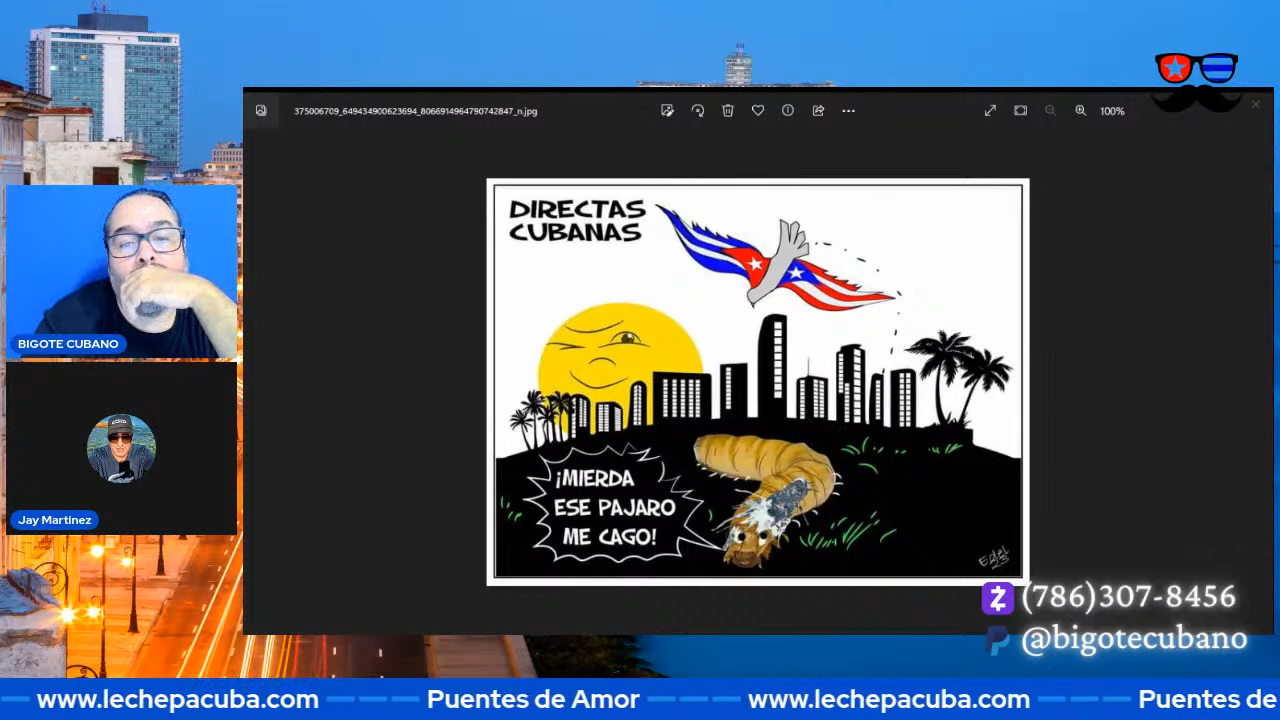 375006709_649434900623694_8066914964790742847_n.jpg
100%
DIRECTAS
CUBANAS
¡MIERDA
ESE PAJARO
ME CAGO!
BIGOTE CUBANO
Jay Martinez
(786)307-8456
@bigotecubano
www.lechepacuba.com Puentes de Amor www.lechepacuba.com Puentes de